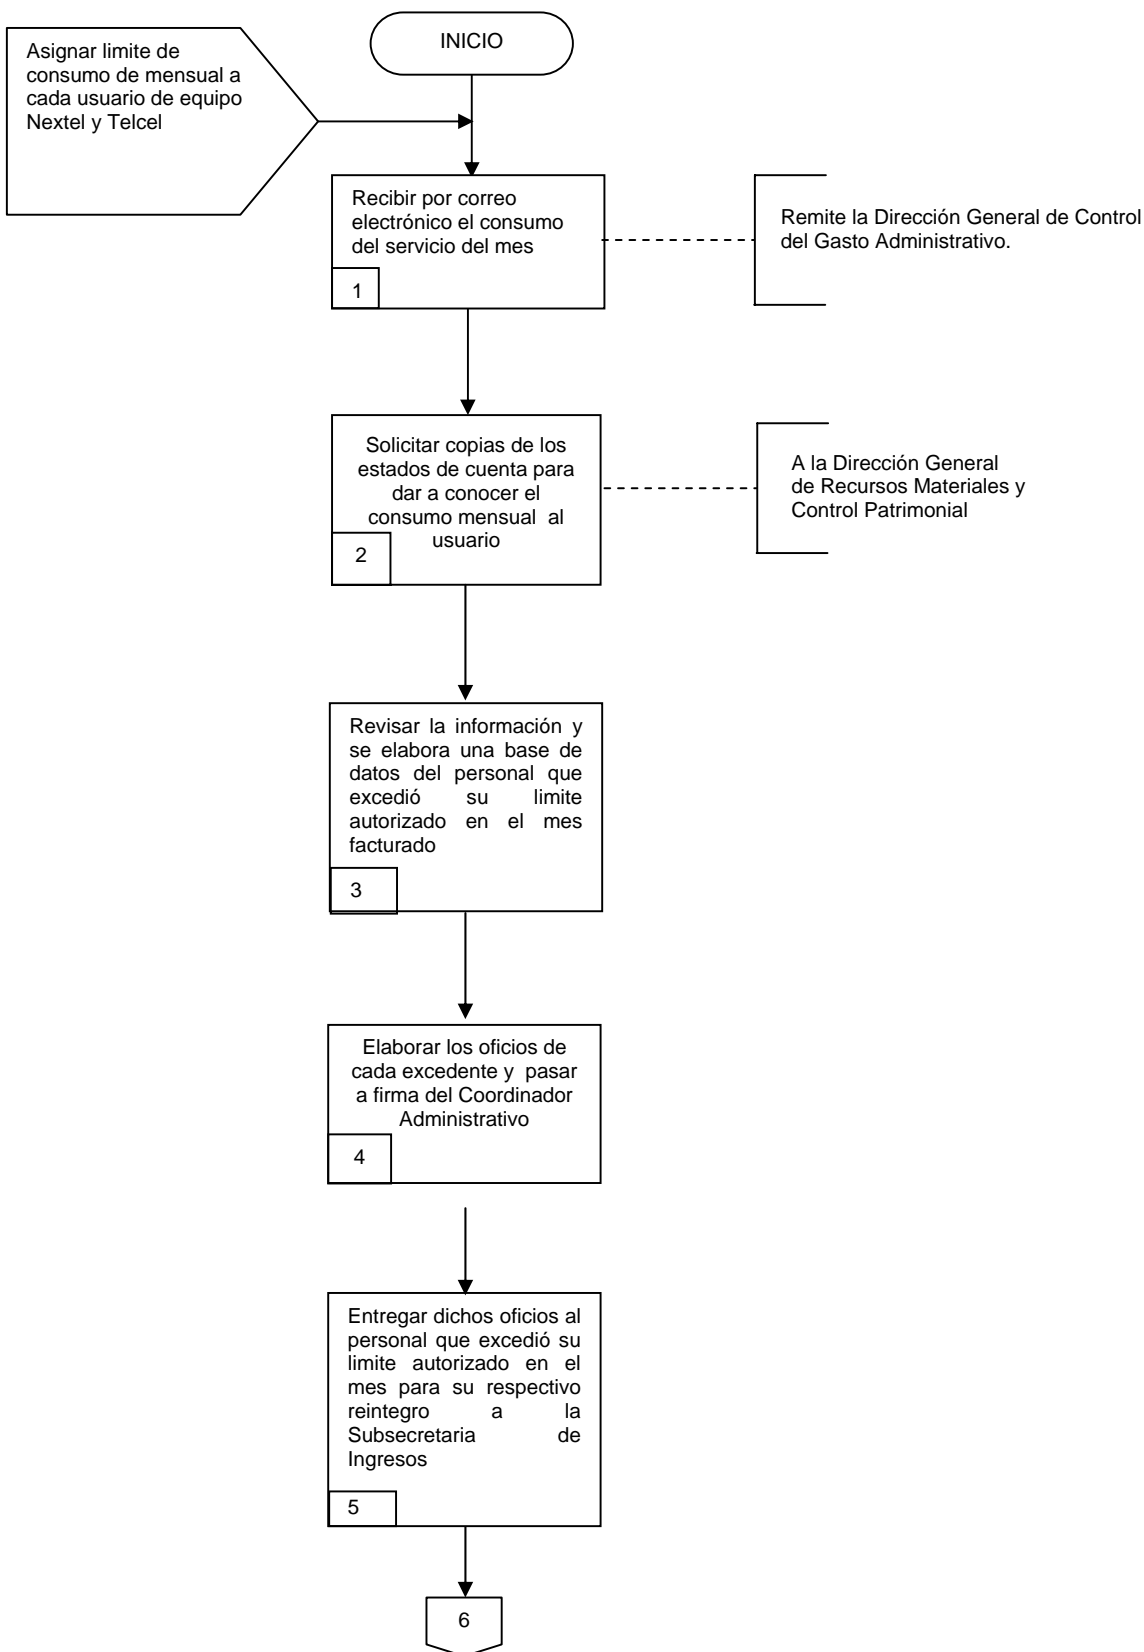 INICIO
Asignar limite de
consumo de mensual a
cada usuario de equipo
Nextel y Telcel
Recibir por correo
electrónico el consumo
del servicio del mes
1
Remite la Dirección General de Control
del Gasto Administrativo.
Solicitar copias de los
estados de cuenta para
dar a conocer el
consumo mensual al
usuario
2
A la Dirección General
de Recursos Materiales y
Control Patrimonial
Revisar la información y
se elabora una base de
datos del personal que
excedió su limite
autorizado en el mes
facturado
3
Elaborar los oficios de
cada excedente y pasar
a firma del Coordinador
Administrativo
4
Entregar dichos oficios al
personal que excedió su
limite autorizado en el
mes para su respectivo
reintegro a la
Subsecretaria de
Ingresos
5
6